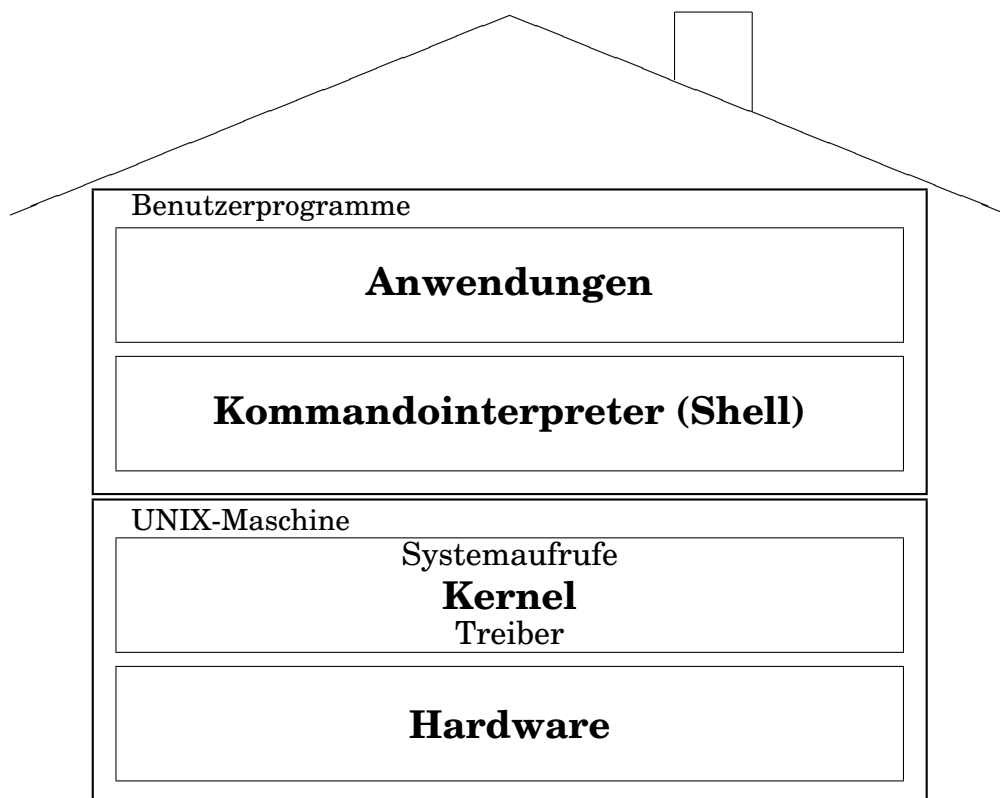 Benutzerprogramme
Anwendungen
Kommandointerpreter (Shell)
UNIX-Maschine
Systemaufrufe
Kernel
Treiber
Hardware